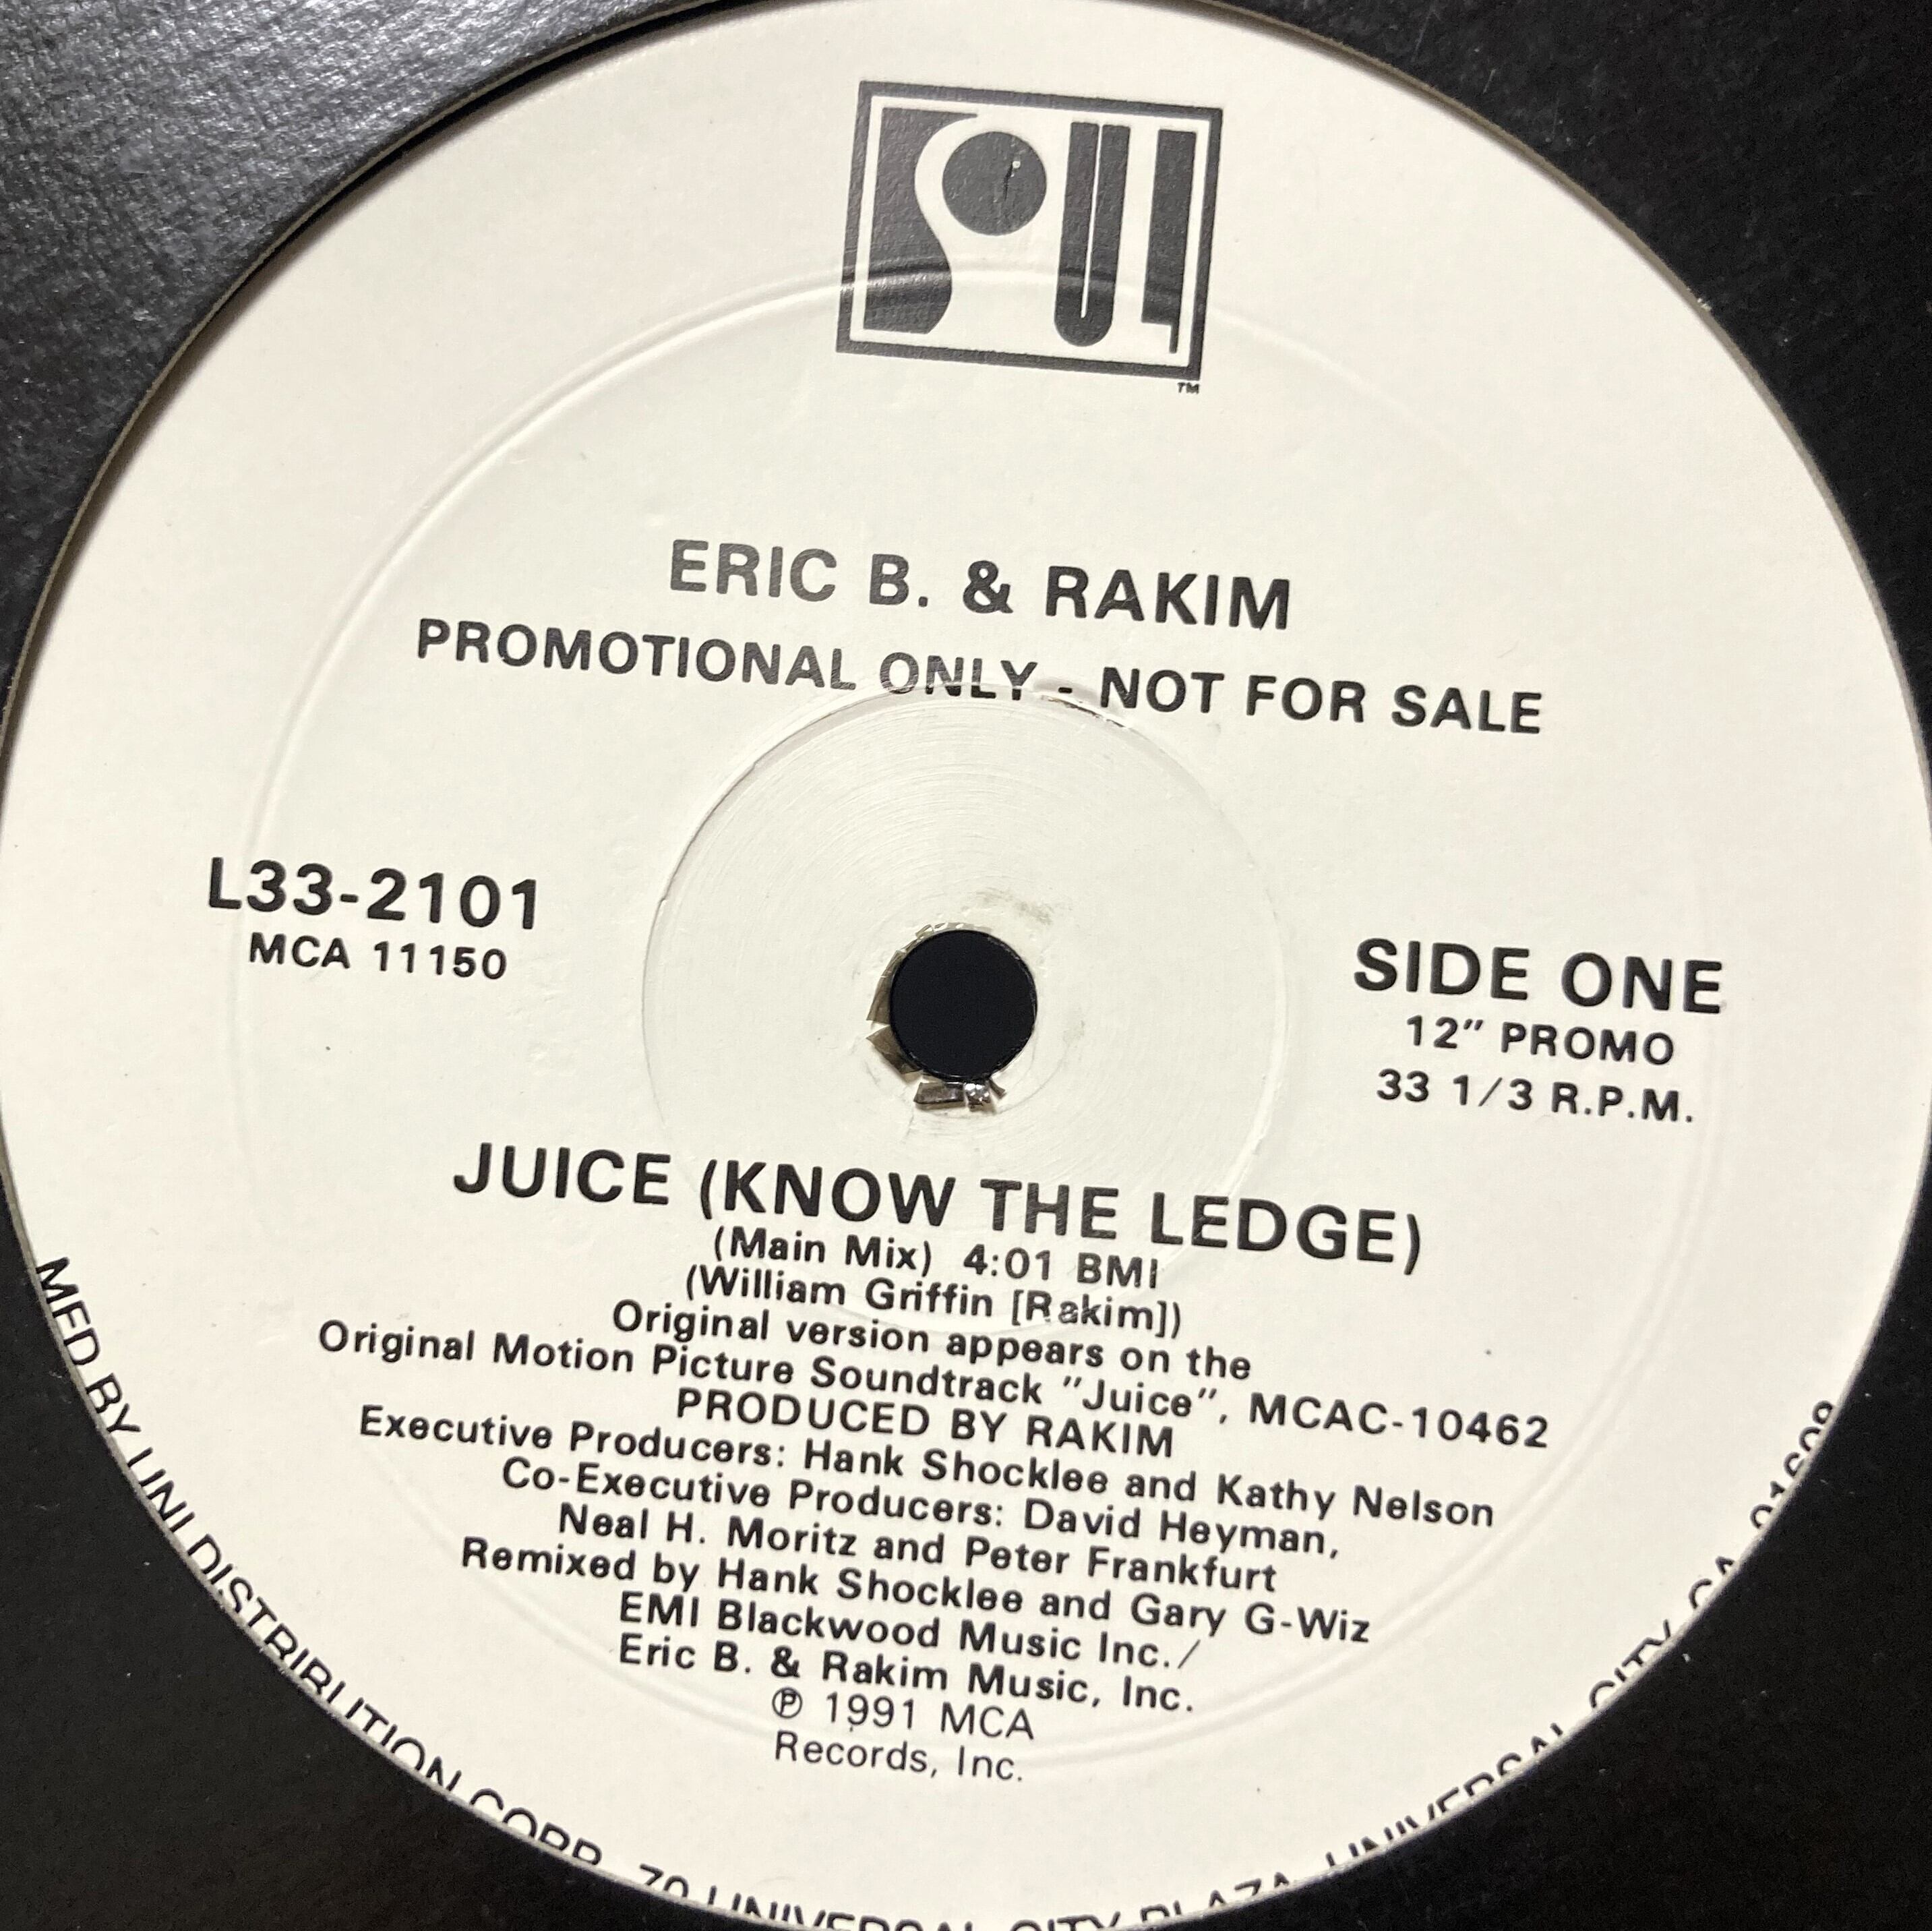 SOUL
TM
ERIC B. & RAKIM
PROMOTIONAL ONLY - NOT FOR SALE
L33-2101
MCA 11150
SIDE ONE
12" PROMO
33 1/3 R.P.M.
JUICE (KNOW THE LEDGE)
(Main Mix) 4:01 BMI
(William Griffin [Rakim])
Original version appears on the
Original Motion Picture Soundtrack "Juice", MCAC-10462
PRODUCED BY RAKIM
Executive Producers: Hank Shocklee and Kathy Nelson
Co-Executive Producers: David Heyman,
Neal H. Moritz and Peter Frankfurt
Remixed by Hank Shocklee and Gary G-Wiz
EMI Blackwood Music Inc./
Eric B. & Rakim Music, Inc.
℗ 1991 MCA
Records, Inc.
MED BY UNI DISTRIBUTION CORP. 70 UNIVERSAL CITY PLAZA, UNIVERSAL CITY, CA 91608